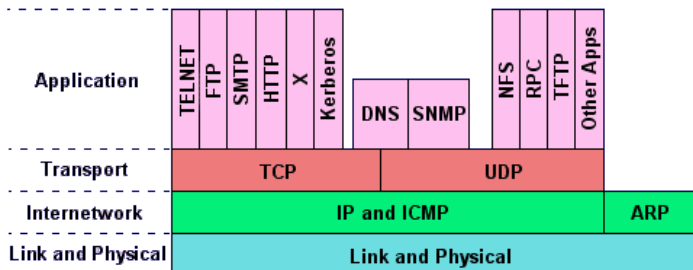 Application
TELNET
FTP
SMTP
HTTP
X
Kerberos
DNS
SNMP
NFS
RPC
TFTP
Other Apps
Transport
TCP
UDP
Internetwork
IP and ICMP
ARP
Link and Physical
Link and Physical